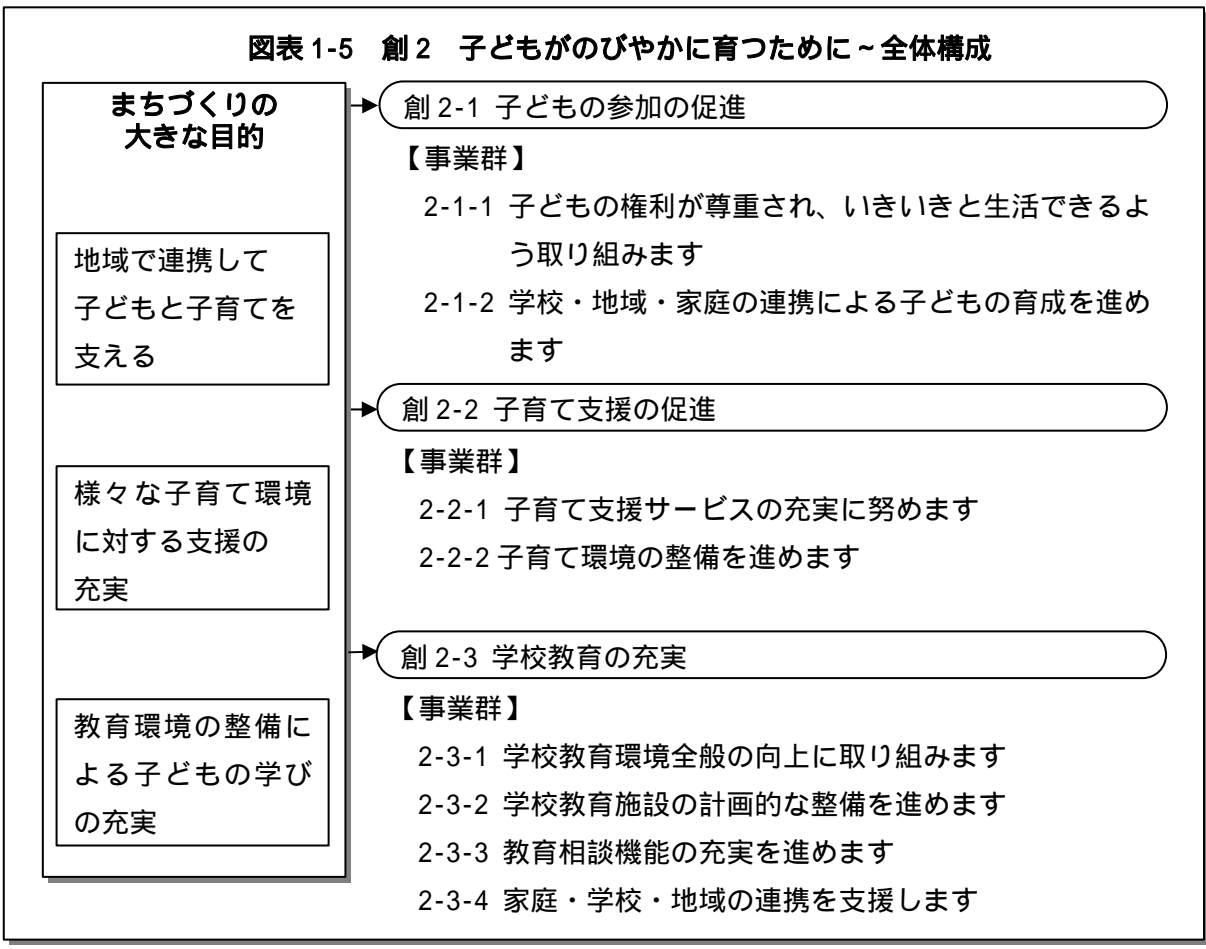 図表 1-5 創 2 子どもがのびやかに育つために～全体構成
まちづくりの
大きな目的
地域で連携して
子どもと子育てを
支える
様々な子育て環境
に対する支援の
充実
教育環境の整備に
よる子どもの学び
の充実
創 2-1 子どもの参加の促進
【事業群】
2-1-1 子どもの権利が尊重され、いきいきと生活できるよ
う取り組みます
2-1-2 学校・地域・家庭の連携による子どもの育成を進め
ます
創 2-2 子育て支援の促進
【事業群】
2-2-1 子育て支援サービスの充実に努めます
2-2-2 子育て環境の整備を進めます
創 2-3 学校教育の充実
【事業群】
2-3-1 学校教育環境全般の向上に取り組みます
2-3-2 学校教育施設の計画的な整備を進めます
2-3-3 教育相談機能の充実を進めます
2-3-4 家庭・学校・地域の連携を支援します